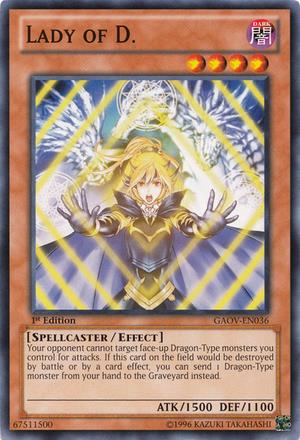 LADY OF D.
DARK
闇
1st Edition
GAOV-EN036
[SPELLCASTER / EFFECT]
Your opponent cannot target face-up Dragon-Type monsters you
control for attacks. If this card on the field would be destroyed
by battle or by a card effect, you can send 1 Dragon-Type
monster from your hand to the Graveyard instead.
ATK/1500 DEF/1100
67511500
©1996 KAZUKI TAKAHASHI